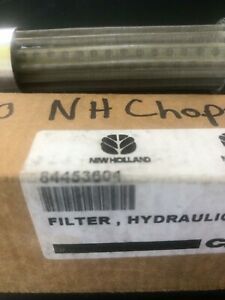 NH Chop
NEW HOLLAND
84453601
FILTER , HYDRAULIC